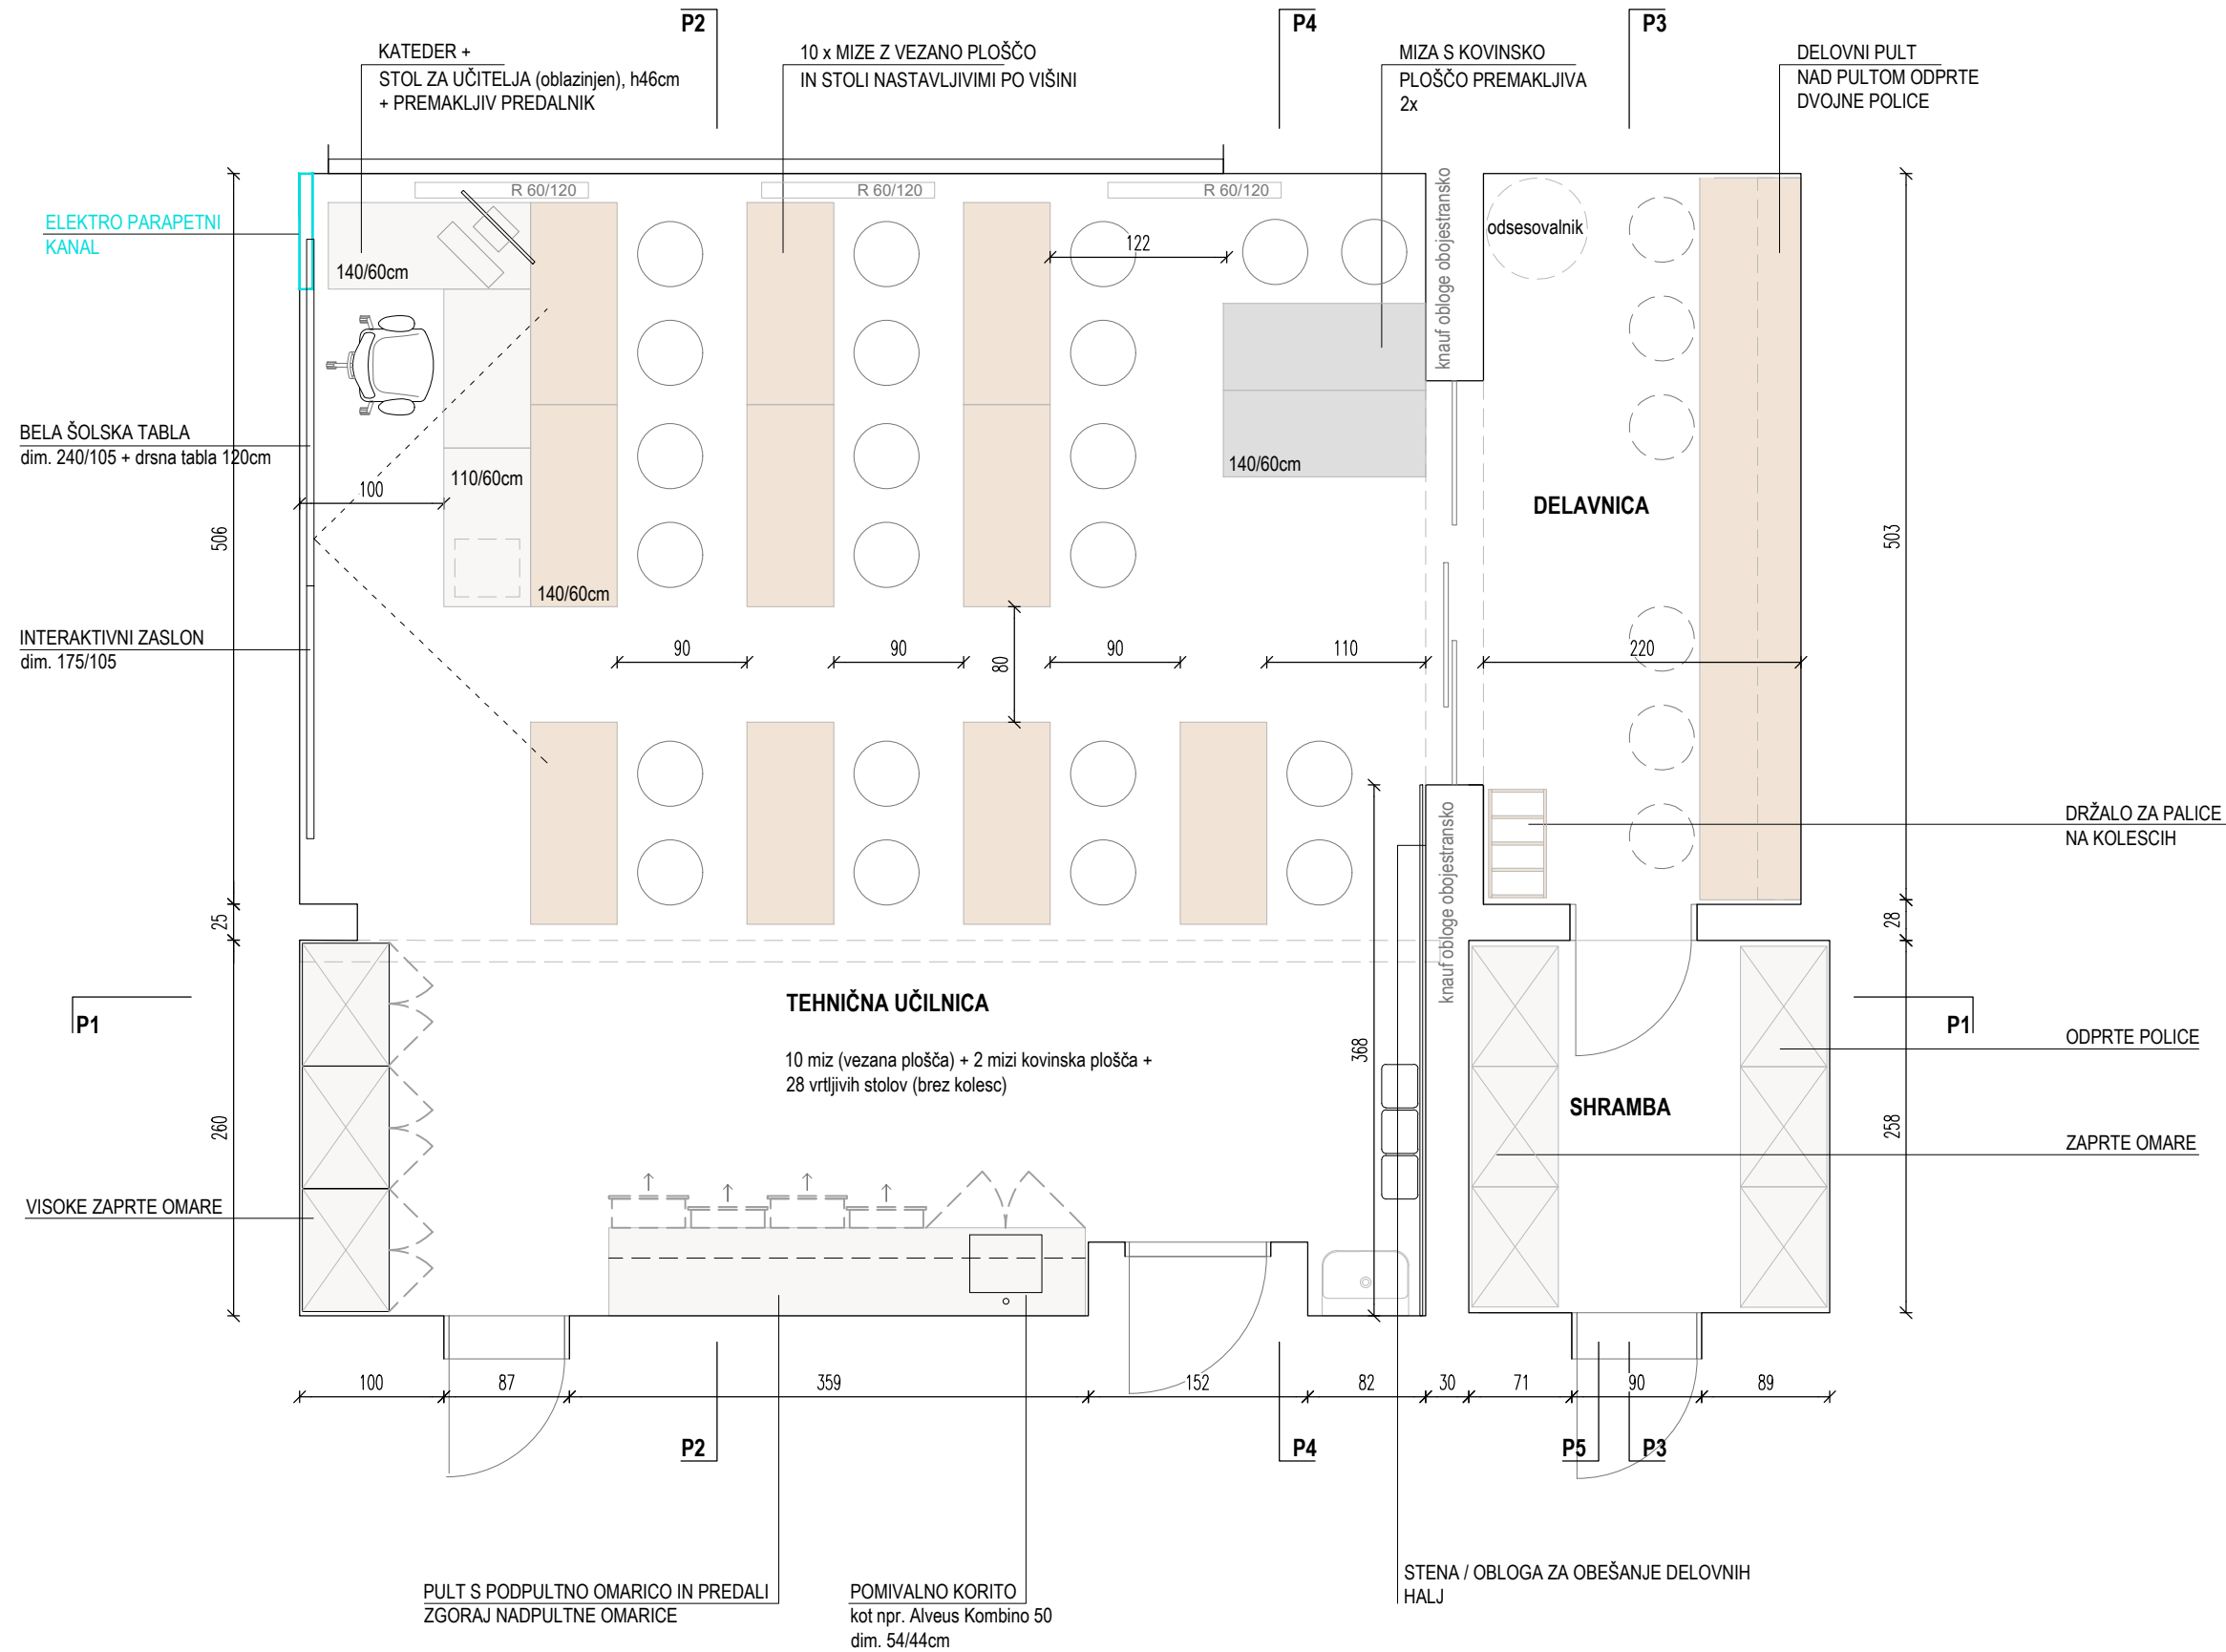 P2
P4
P3
KATEDER +
STOL ZA UČITELJA (oblazinjen), h46cm
+ PREMAKLJIV PREDALNIK
10 x MIZE Z VEZANO PLOŠČO
IN STOLI NASTAVLJIVIMI PO VIŠINI
MIZA S KOVINSKO
PLOŠČO PREMAKLJIVA
2x
DELOVNI PULT
NAD PULTOM ODPRTE
DVOJNE POLICE
R 60/120
R 60/120
R 60/120
knauf obloge obojestransko
odsesovalnik
ELEKTRO PARAPETNI
KANAL
140/60cm
122
BELA ŠOLSKA TABLA
dim. 240/105 + drsna tabla 120cm
110/60cm
140/60cm
100
DELAVNICA
506
503
140/60cm
INTERAKTIVNI ZASLON
dim. 175/105
90
90
80
90
110
220
DRŽALO ZA PALICE
NA KOLESCIH
knauf obloge obojestransko
25
28
TEHNIČNA UČILNICA
P1
P1
10 miz (vezana plošča) + 2 mizi kovinska plošča +
28 vrtljivih stolov (brez kolesc)
368
ODPRTE POLICE
SHRAMBA
260
258
ZAPRTE OMARE
VISOKE ZAPRTE OMARE
100
87
359
152
82
30
71
90
89
P2
P4
P5
P3
PULT S PODPULTNO OMARICO IN PREDALI
ZGORAJ NADPULTNE OMARICE
POMIVALNO KORITO
kot npr. Alveus Kombino 50
dim. 54/44cm
STENA / OBLOGA ZA OBEŠANJE DELOVNIH
HALJ